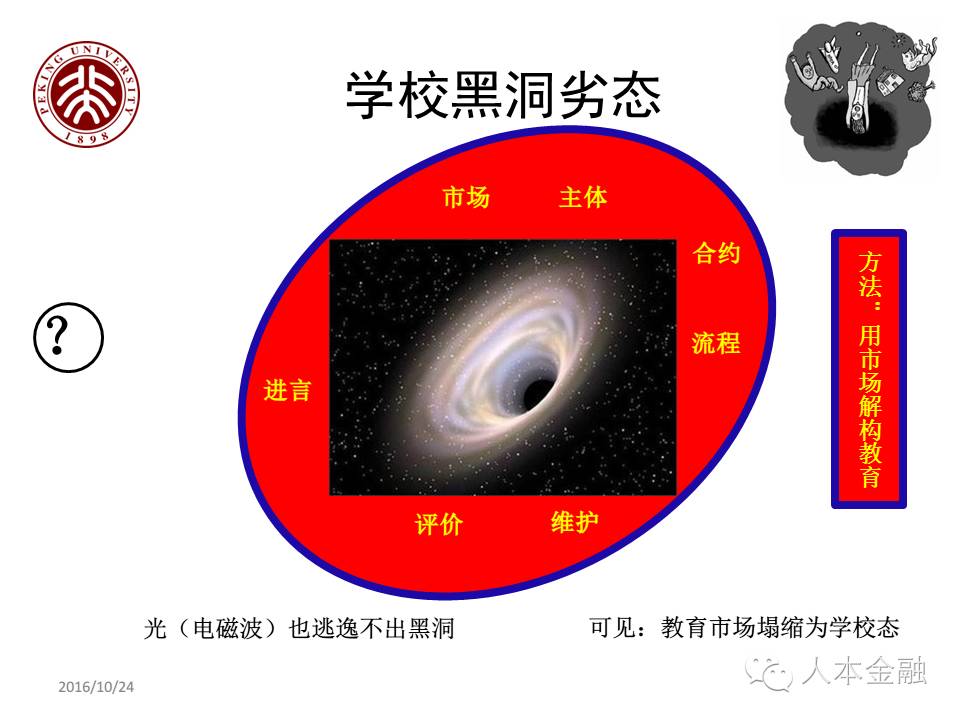 PEKING UNIVERSITY
1898
学校黑洞劣态
市场 主体
合约
流程
进言
评价 维护
?
方法：用市场解构教育
光（电磁波）也逃逸不出黑洞
可见：教育市场塌缩为学校态
人本金融
2016/10/24